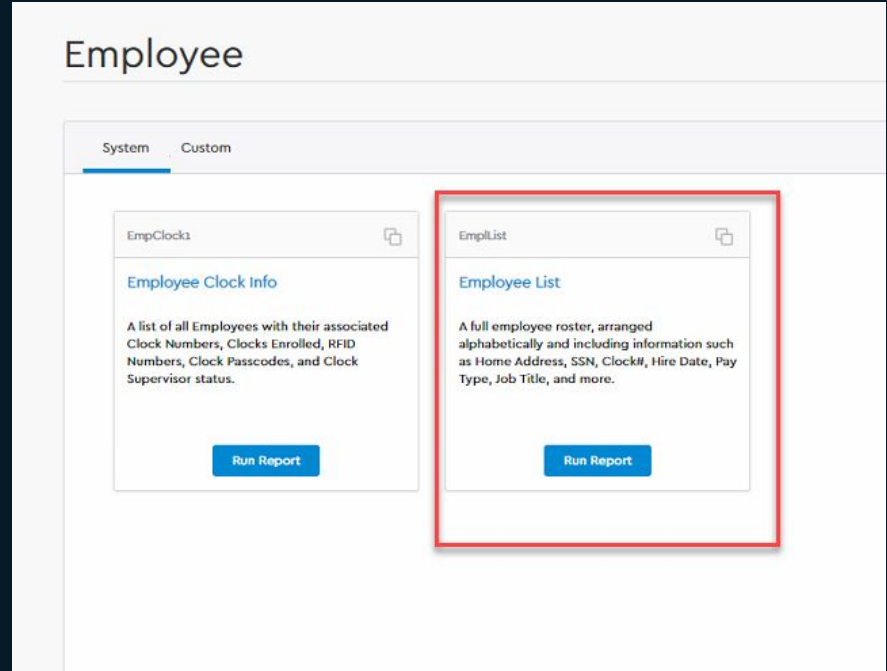 Employee
System Custom
EmpClock1
Employee Clock Info
A list of all Employees with their associated
Clock Numbers, Clocks Enrolled, RFID
Numbers, Clock Passcodes, and Clock
Supervisor status.
Run Report
EmplList
Employee List
A full employee roster, arranged
alphabetically and including information such
as Home Address, SSN, Clock#, Hire Date, Pay
Type, Job Title, and more.
Run Report